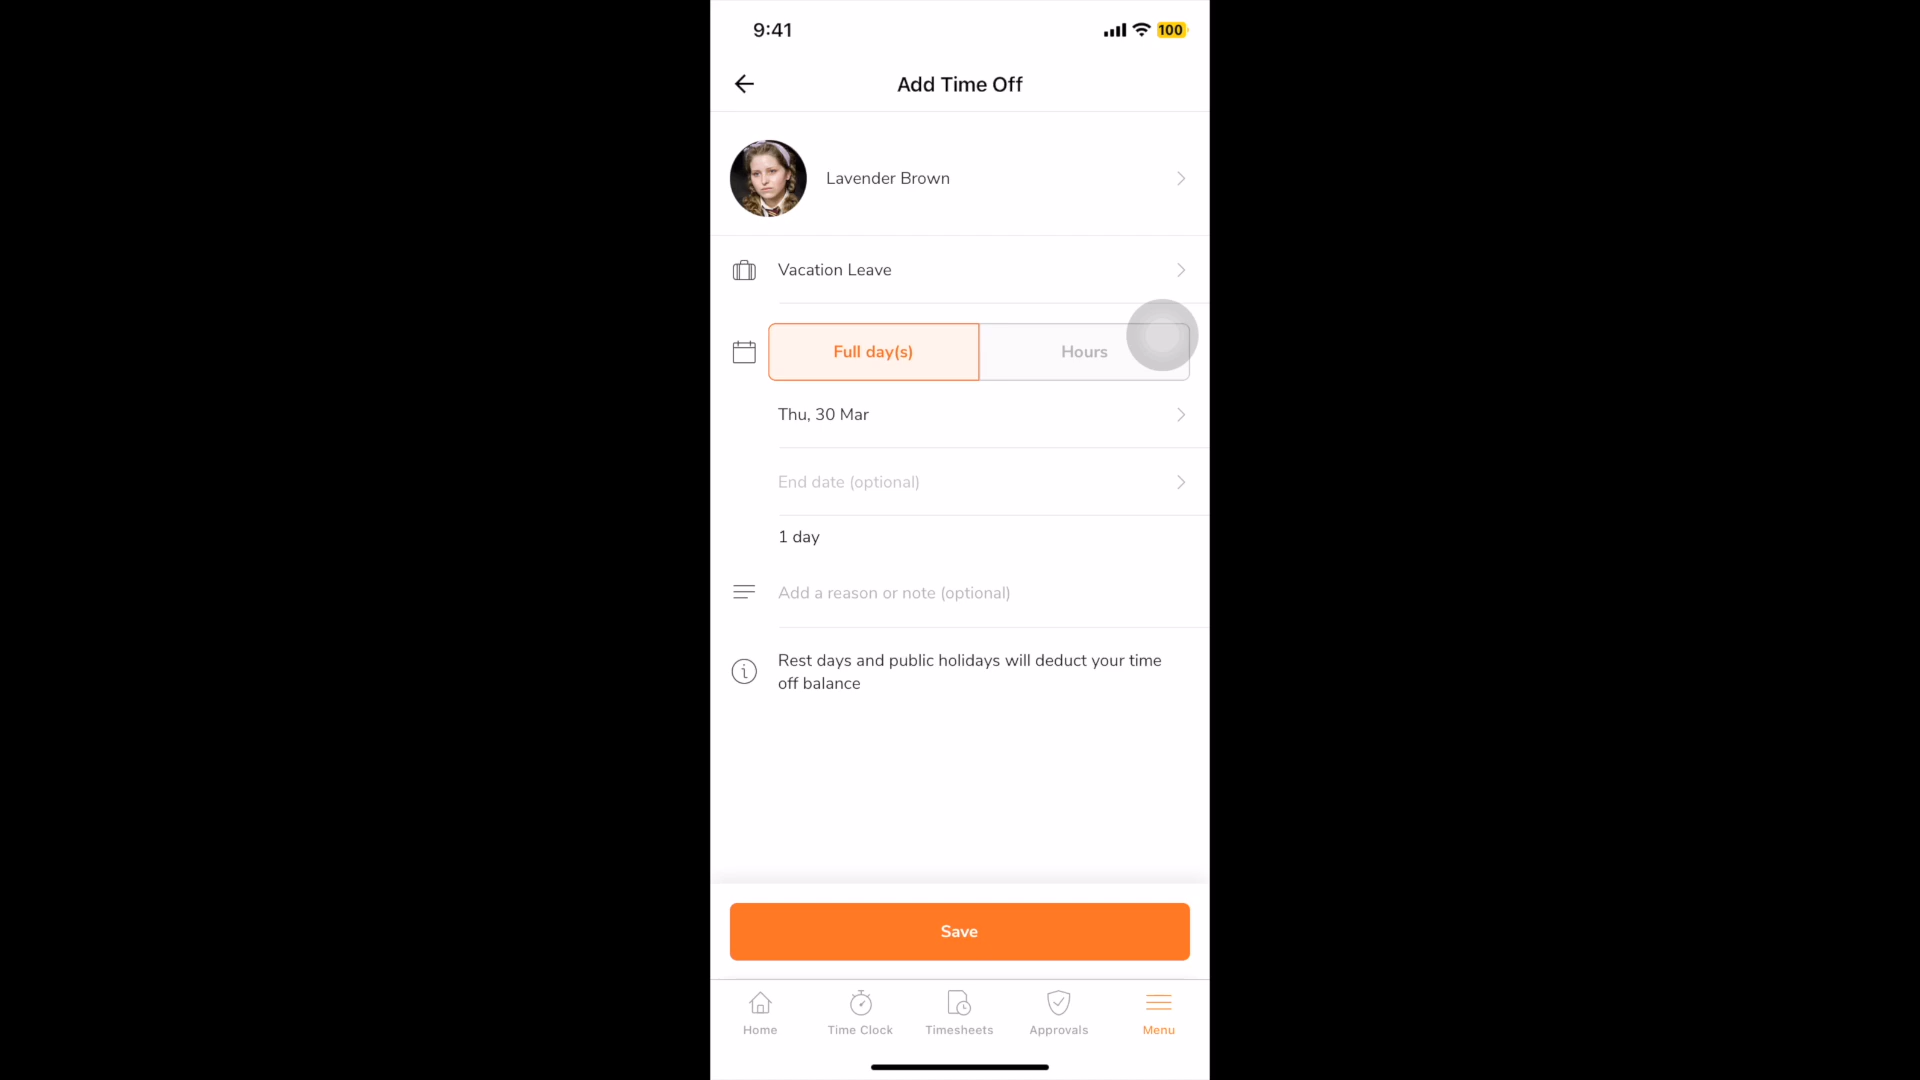 9:41
100
Add Time Off
Lavender Brown
Vacation Leave
Full day(s)
Hours
Thu, 30 Mar
End date (optional)
1 day
Add a reason or note (optional)
Rest days and public holidays will deduct your time
off balance
Save
Home
Time Clock
Timesheets
Approvals
Menu